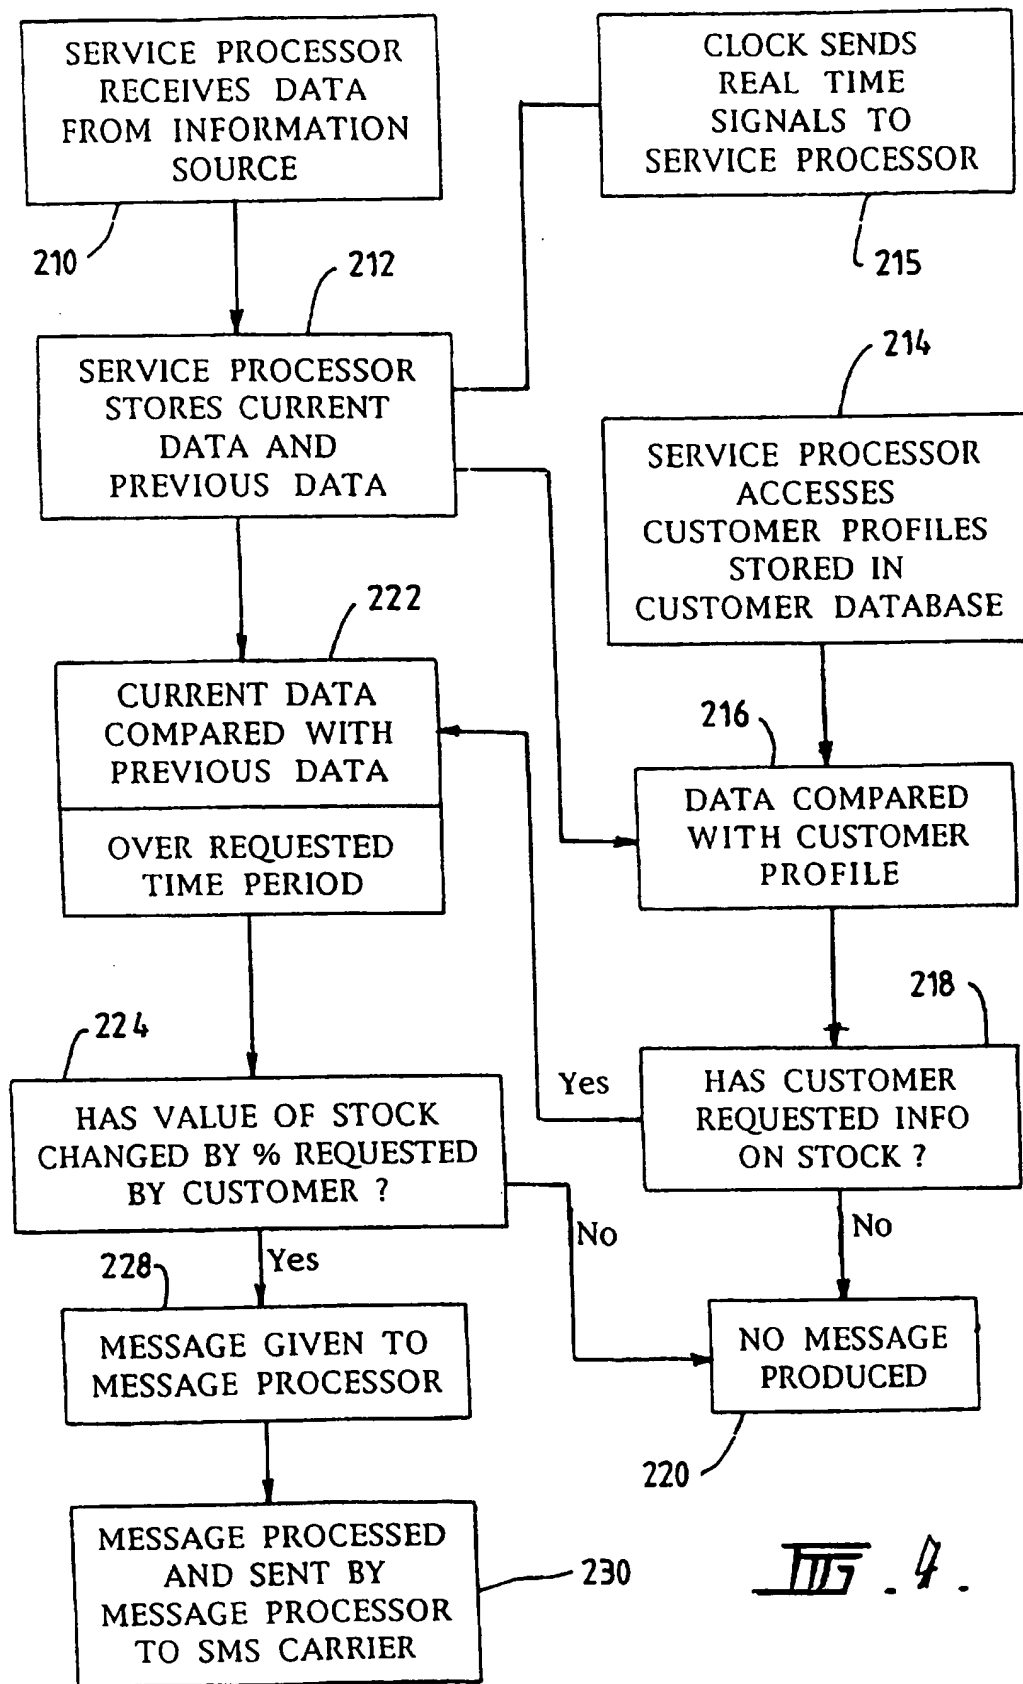 SERVICE PROCESSOR
RECEIVES DATA
FROM INFORMATION
SOURCE
210
CLOCK SENDS
REAL TIME
SIGNALS TO
SERVICE PROCESSOR
215
212
SERVICE PROCESSOR
STORES CURRENT
DATA AND
PREVIOUS DATA
214
SERVICE PROCESSOR
ACCESSES
CUSTOMER PROFILES
STORED IN
CUSTOMER DATABASE
222
CURRENT DATA
COMPARED WITH
PREVIOUS DATA
OVER REQUESTED
TIME PERIOD
216
DATA COMPARED
WITH CUSTOMER
PROFILE
218
HAS CUSTOMER
REQUESTED INFO
ON STOCK ?
Yes
No
224
HAS VALUE OF STOCK
CHANGED BY % REQUESTED
BY CUSTOMER ?
No
Yes
228
MESSAGE GIVEN TO
MESSAGE PROCESSOR
NO MESSAGE
PRODUCED
220
MESSAGE PROCESSED
AND SENT BY
MESSAGE PROCESSOR
TO SMS CARRIER
230
FIG . 4 .